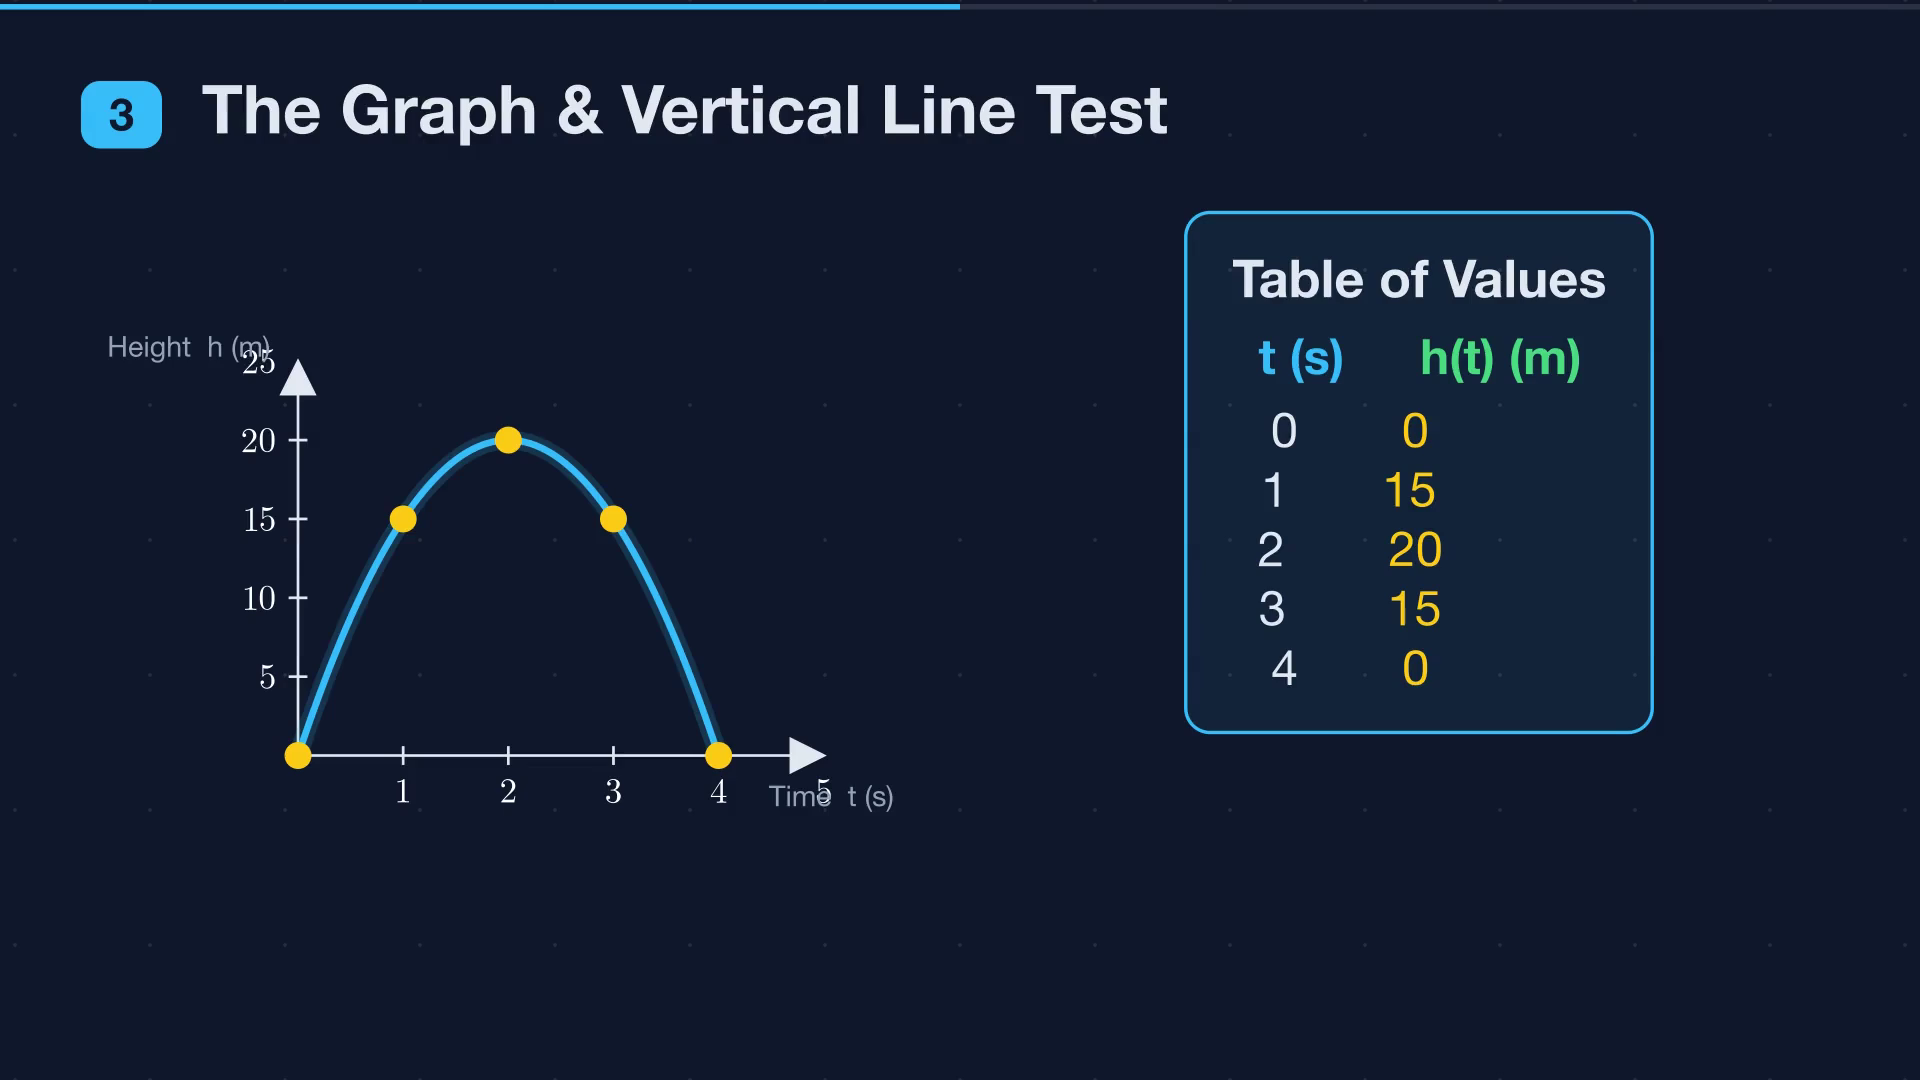 3 The Graph & Vertical Line Test
Height h (m)
25
20
15
10
5
1 2 3 4 5
Time t (s)
Table of Values
t (s) h(t) (m)
0 0
1 15
2 20
3 15
4 0